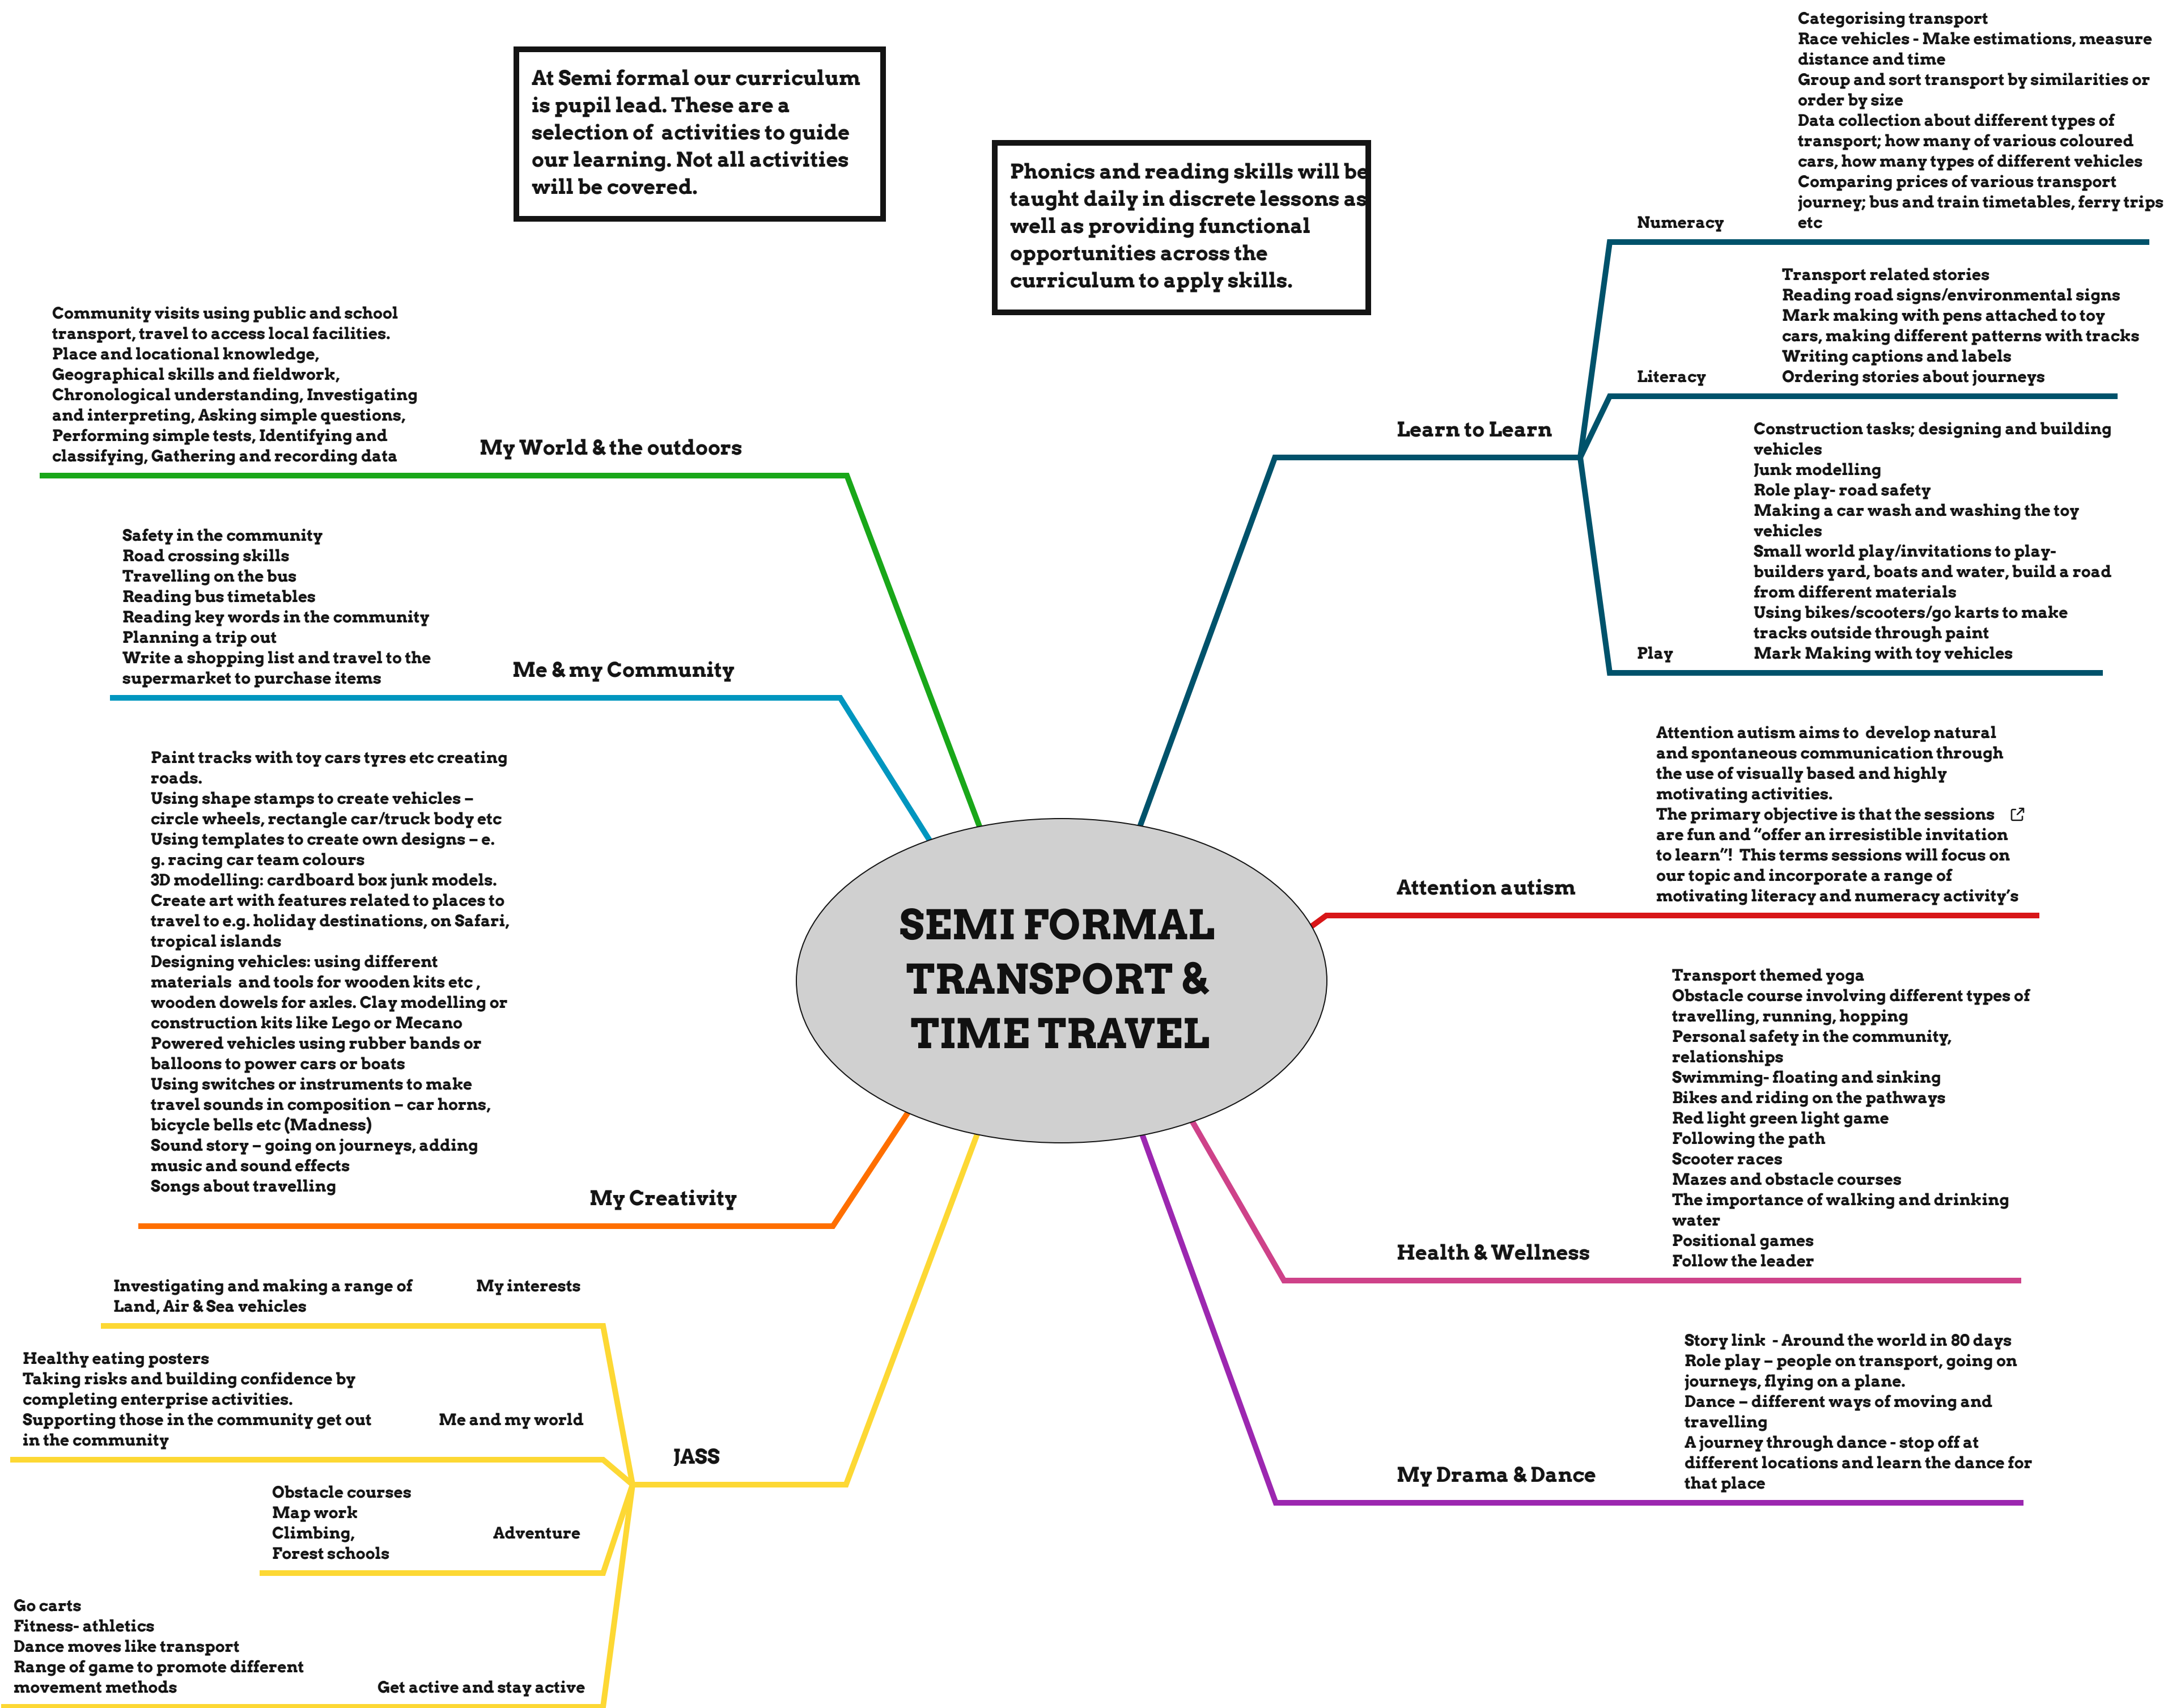 At Semi formal our curriculum
is pupil lead. These are a
selection of  activities to guide
our learning. Not all activities
will be covered.
Phonics and reading skills will be
taught daily in discrete lessons as
well as providing functional
opportunities across the
curriculum to apply skills.
SEMI FORMAL
TRANSPORT &
TIME TRAVEL
Learn to Learn
Numeracy
Categorising transport
Race vehicles - Make estimations, measure
distance and time
Group and sort transport by similarities or
order by size
Data collection about different types of
transport; how many of various coloured
cars, how many types of different vehicles
Comparing prices of various transport
journey; bus and train timetables, ferry trips
etc
Literacy
Transport related stories
Reading road signs/environmental signs
Mark making with pens attached to toy
cars, making different patterns with tracks
Writing captions and labels
Ordering stories about journeys
Play
Construction tasks; designing and building
vehicles
Junk modelling
Role play- road safety
Making a car wash and washing the toy
vehicles
Small world play/invitations to play-
builders yard, boats and water, build a road
from different materials
Using bikes/scooters/go karts to make
tracks outside through paint
Mark Making with toy vehicles
Attention autism
Attention autism aims to  develop natural
and spontaneous communication through
the use of visually based and highly
motivating activities.
The primary objective is that the sessions
are fun and “offer an irresistible invitation
to learn”!  This terms sessions will focus on
our topic and incorporate a range of
motivating literacy and numeracy activity’s
Health & Wellness
Transport themed yoga
Obstacle course involving different types of
travelling, running, hopping
Personal safety in the community,
relationships
Swimming- floating and sinking
Bikes and riding on the pathways
Red light green light game
Following the path
Scooter races
Mazes and obstacle courses
The importance of walking and drinking
water
Positional games
Follow the leader
My Drama & Dance
Story link  - Around the world in 80 days
Role play – people on transport, going on
journeys, flying on a plane.
Dance – different ways of moving and
travelling
A journey through dance - stop off at
different locations and learn the dance for
that place
My World & the outdoors
Community visits using public and school
transport, travel to access local facilities.
Place and locational knowledge,
Geographical skills and fieldwork,
Chronological understanding, Investigating
and interpreting, Asking simple questions,
Performing simple tests, Identifying and
classifying, Gathering and recording data
Me & my Community
Safety in the community
Road crossing skills
Travelling on the bus
Reading bus timetables
Reading key words in the community
Planning a trip out
Write a shopping list and travel to the
supermarket to purchase items
My Creativity
Paint tracks with toy cars tyres etc creating
roads.
Using shape stamps to create vehicles –
circle wheels, rectangle car/truck body etc
Using templates to create own designs – e.
g. racing car team colours
3D modelling: cardboard box junk models.
Create art with features related to places to
travel to e.g. holiday destinations, on Safari,
tropical islands
Designing vehicles: using different
materials  and tools for wooden kits etc ,
wooden dowels for axles. Clay modelling or
construction kits like Lego or Mecano
Powered vehicles using rubber bands or
balloons to power cars or boats
Using switches or instruments to make
travel sounds in composition – car horns,
bicycle bells etc (Madness)
Sound story – going on journeys, adding
music and sound effects
Songs about travelling
JASS
My interests
Investigating and making a range of
Land, Air & Sea vehicles
Me and my world
Healthy eating posters
Taking risks and building confidence by
completing enterprise activities.
Supporting those in the community get out
in the community
Adventure
Obstacle courses
Map work
Climbing,
Forest schools
Get active and stay active
Go carts
Fitness- athletics
Dance moves like transport
Range of game to promote different
movement methods